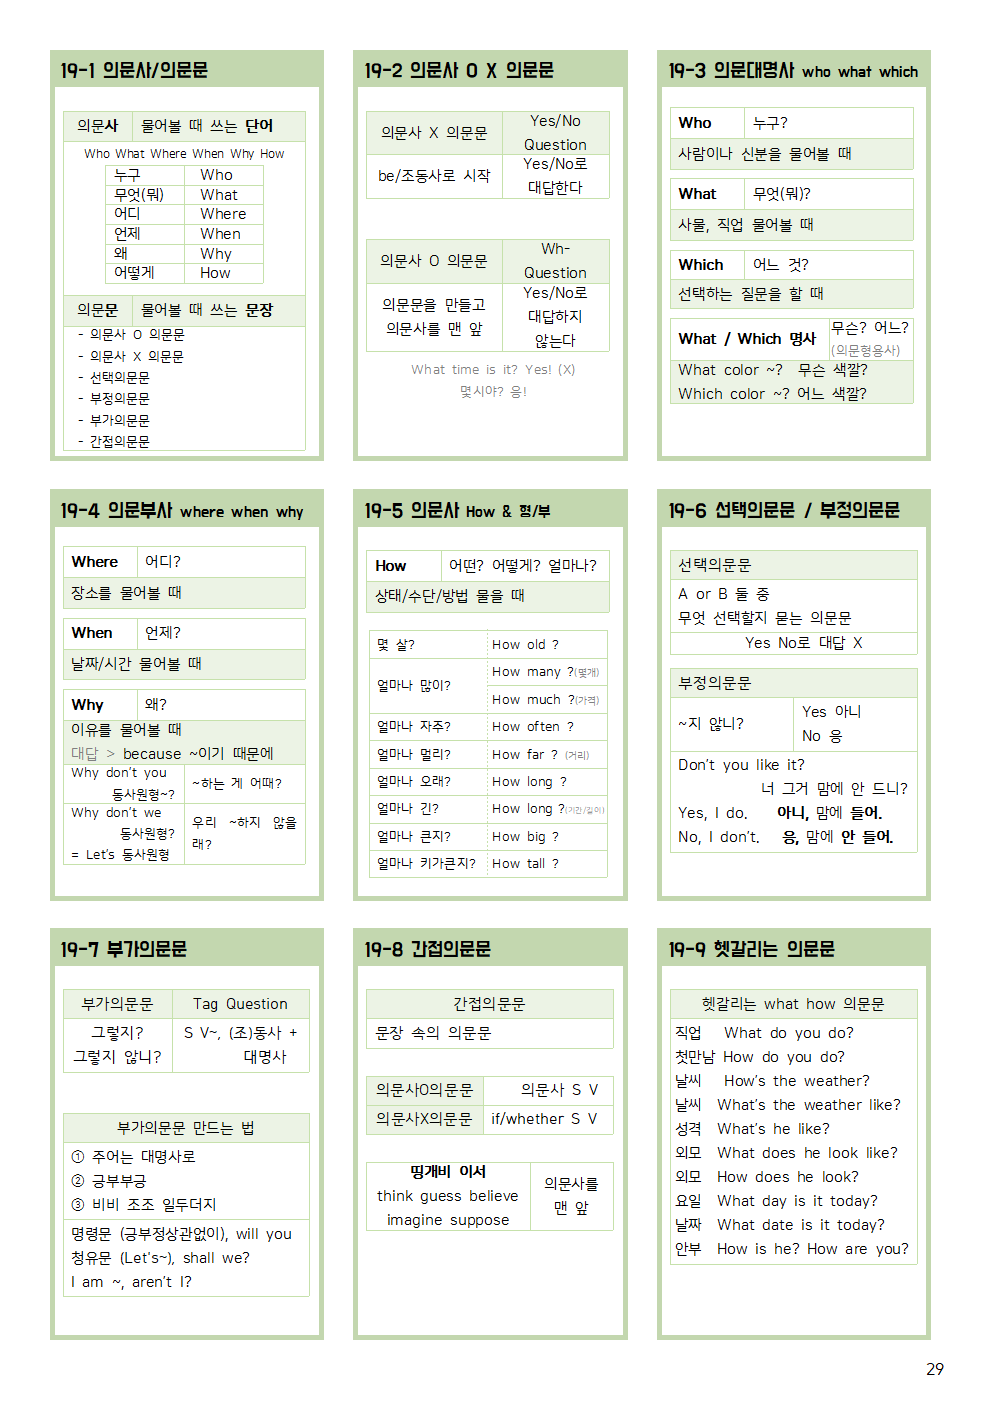 19-1 의문사/의문문
의문사 물어볼 때 쓰는 단어
Who What Where When Why How
누구 Who
무엇(뭐) What
어디 Where
언제 When
왜 Why
어떻게 How
의문문 물어볼 때 쓰는 문장
- 의문사 O 의문문
- 의문사 X 의문문
- 선택의문문
- 부정의문문
- 부가의문문
- 간접의문문
19-2 의문사 O X 의문문
의문사 X 의문문 Yes/No
Question
be/조동사로 시작 Yes/No로
대답한다
의문사 O 의문문 Wh-
Question
의문문을 만들고
의문사를 맨 앞
Yes/No로
대답하지
않는다
What time is it? Yes! (X)
몇시야? 응!
19-3 의문대명사 who what which
Who 누구?
사람이나 신분을 물어볼 때
What 무엇(뭐)?
사물, 직업 물어볼 때
Which 어느 것?
선택하는 질문을 할 때
What / Which 명사 무슨? 어느?
(의문형용사)
What color ~? 무슨 색깔?
Which color ~? 어느 색깔?
19-4 의문부사 where when why
Where 어디?
장소를 물어볼 때
When 언제?
날짜/시간 물어볼 때
Why 왜?
이유를 물어볼 때
대답 > because ~이기 때문에
Why don't you
동사원형~?
~하는 게 어때?
Why don't we
동사원형?
= Let's 동사원형
우리 ~하지 않을
래?
19-5 의문사 How & 형/부
How 어떤? 어떻게? 얼마나?
상태/수단/방법 물을 때
몇 살? How old ?
얼마나 많이? How many ?(몇개)
How much ?(가격)
얼마나 자주? How often ?
얼마나 멀리? How far ? (거리)
얼마나 오래? How long ?
얼마나 긴? How long ?(기간/길이)
얼마나 큰지? How big ?
얼마나 키가큰지? How tall ?
19-6 선택의문문 / 부정의문문
선택의문문
A or B 둘 중
무엇 선택할지 묻는 의문문
Yes No로 대답 X
부정의문문
~지 않니? Yes 아니
No 응
Don't you like it?
너 그거 맘에 안 드니?
Yes, I do. 아니, 맘에 들어.
No, I don't. 응, 맘에 안 들어.
19-7 부가의문문
부가의문문 Tag Question
그렇지?
그렇지 않니?
S V~, (조)동사 +
대명사
부가의문문 만드는 법
① 주어는 대명사로
② 긍부부긍
③ 비비 조조 일두더지
명령문 (긍부정상관없이), will you
청유문 (Let's~), shall we?
I am ~, aren't I?
19-8 간접의문문
간접의문문
문장 속의 의문문
의문사O의문문 의문사 S V
의문사X의문문 if/whether S V
띵개비 이서
think guess believe
imagine suppose
의문사를
맨 앞
19-9 헷갈리는 의문문
헷갈리는 what how 의문문
직업 What do you do?
첫만남 How do you do?
날씨 How's the weather?
날씨 What's the weather like?
성격 What's he like?
외모 What does he look like?
외모 How does he look?
요일 What day is it today?
날짜 What date is it today?
안부 How is he? How are you?
29